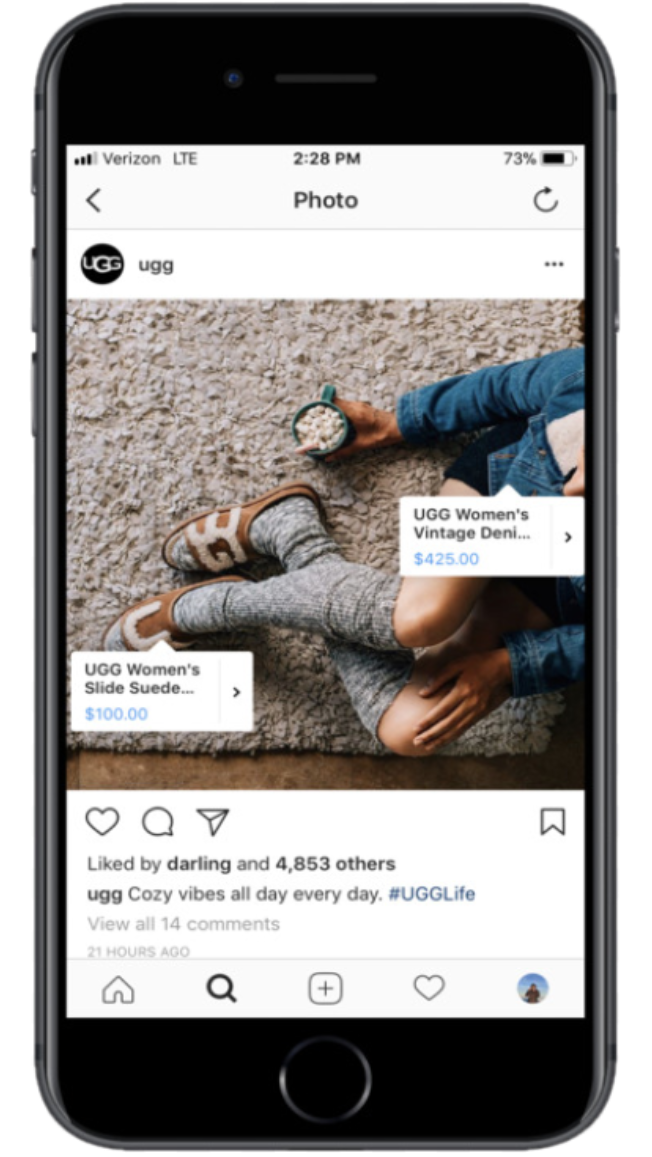 Verizon LTE 2:28 PM 73%
Photo
UGG ugg
UGG Women's
Vintage Deni...
$425.00
UGG Women's
Slide Suede...
$100.00
Liked by darling and 4,853 others
ugg Cozy vibes all day every day. #UGGLife
View all 14 comments
21 HOURS AGO